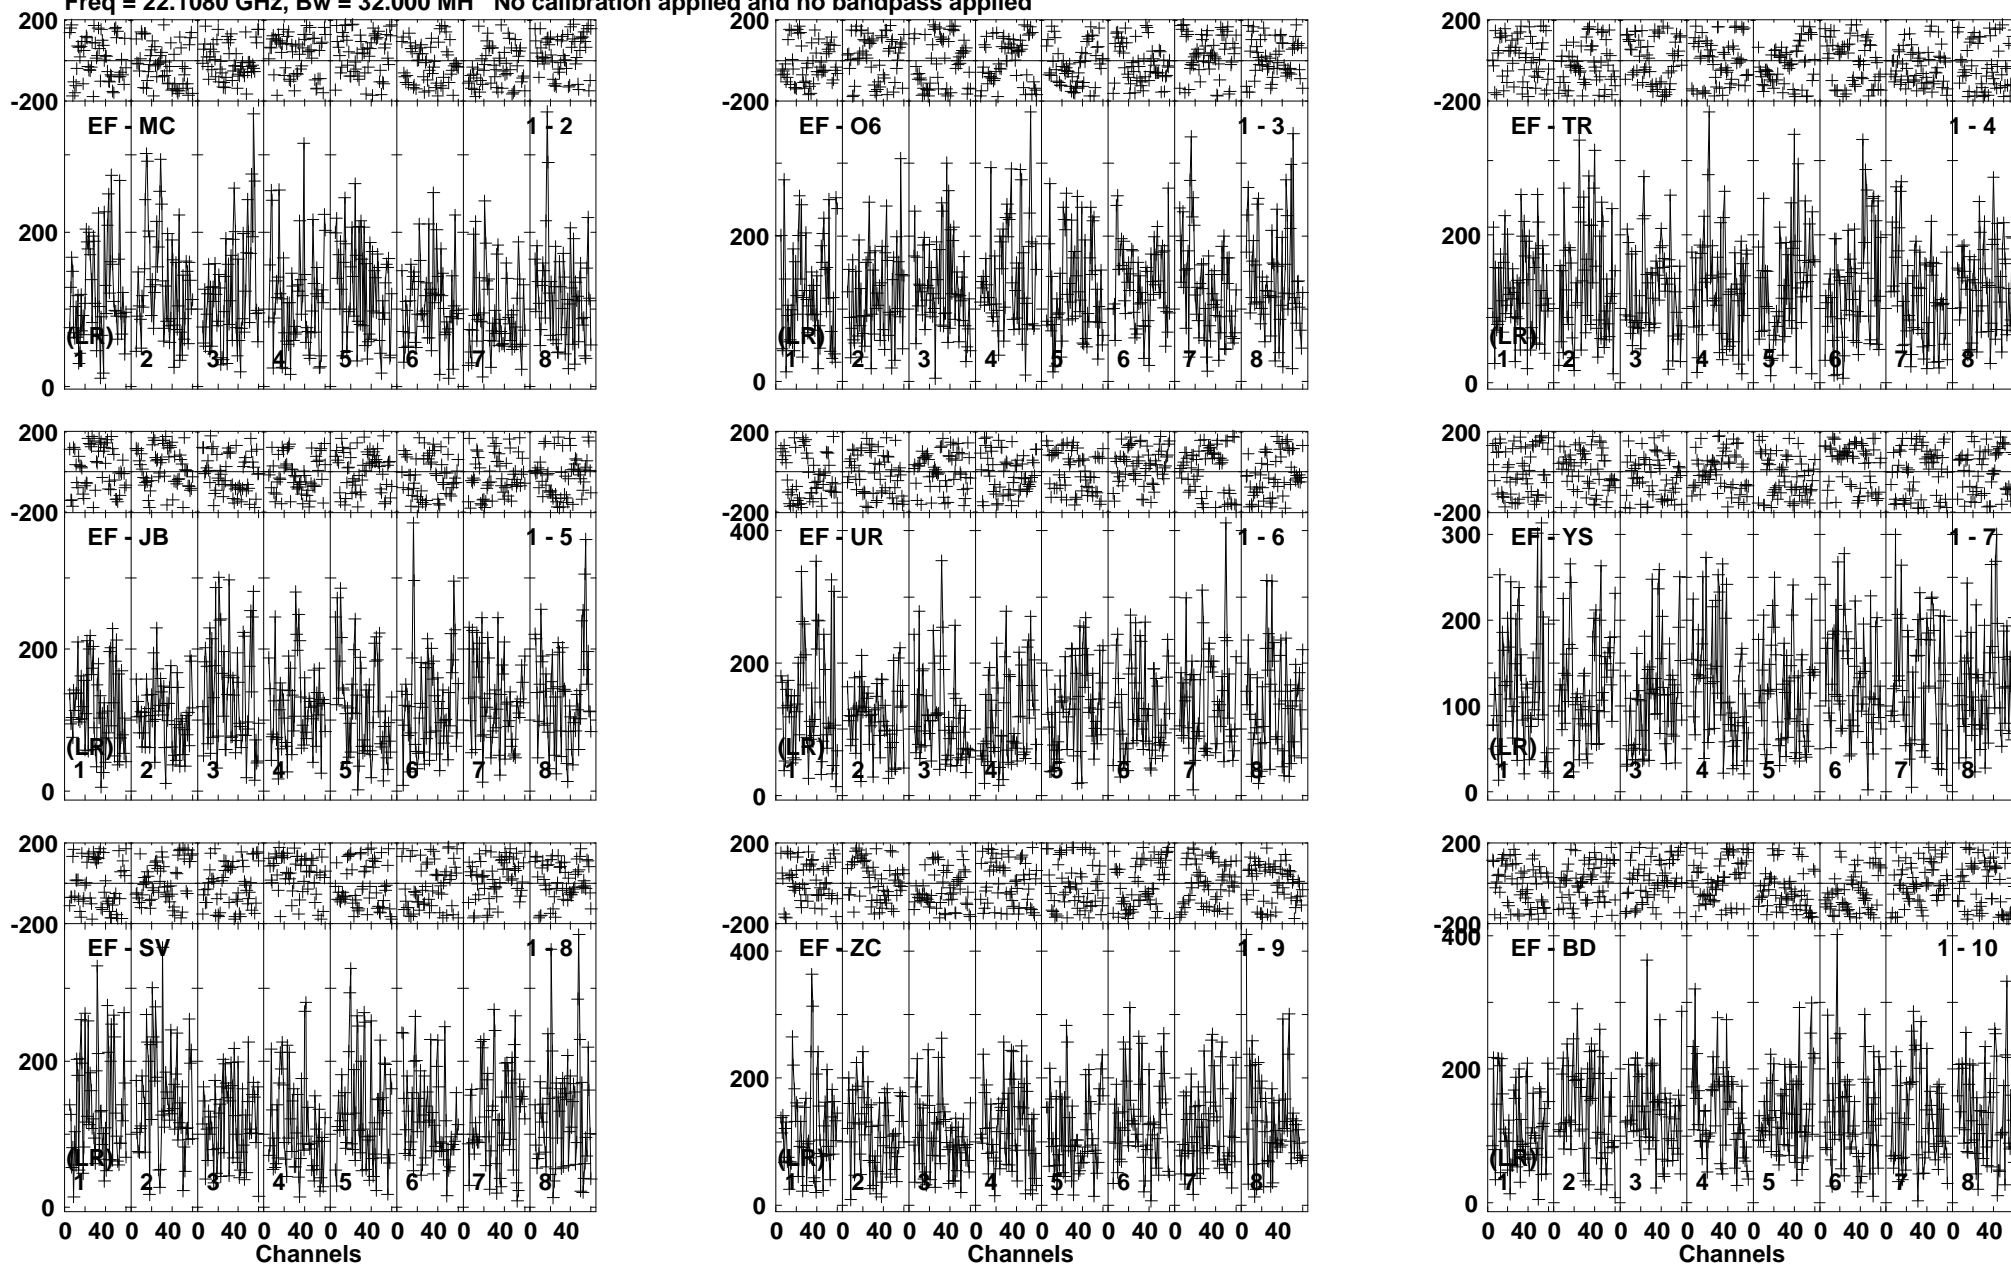 Freq = 22.1080 GHz, Bw = 32.000 MH No calibration applied and no bandpass applied
200
-200
EF - MC 1 - 2
200
(LR)
1 2 3 4 5 6 7 8
0
200
-200
EF - O6 1 - 3
200
(LR)
1 2 3 4 5 6 7 8
0
200
-200
EF - TR 1 - 4
200
(LR)
1 2 3 4 5 6 7 8
0
200
-200
EF - JB 1 - 5
200
(LR)
1 2 3 4 5 6 7 8
0
200
-200
400
EF - UR 1 - 6
200
(LR)
1 2 3 4 5 6 7 8
0
200
-200
300
EF - YS 1 - 7
200
100
(LR)
1 2 3 4 5 6 7 8
0
200
-200
EF - SV 1 - 8
200
(LR)
1 2 3 4 5 6 7 8
0
0 40 0 40 0 40 0 40 0 40 0 40 0 40 0 40
Channels
200
-200
400
EF - ZC 1 - 9
200
(LR)
1 2 3 4 5 6 7 8
0
0 40 0 40 0 40 0 40 0 40 0 40 0 40 0 40
Channels
200
-200
400
EF - BD 1 - 10
200
(LR)
1 2 3 4 5 6 7 8
0
0 40 0 40 0 40 0 40 0 40 0 40 0 40 0 40
Channels